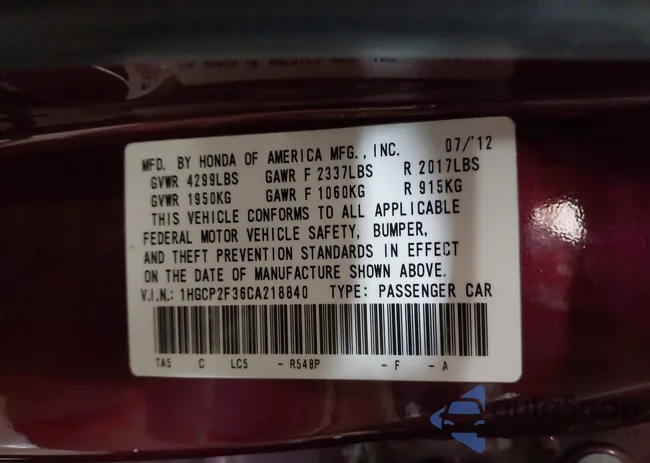 MFD. BY HONDA OF AMERICA MFG., INC. 07/'12
GVWR 4299LBS GAWR F 2337LBS R 2017LBS
GVWR 1950KG GAWR F 1060KG R 915KG
THIS VEHICLE CONFORMS TO ALL APPLICABLE
FEDERAL MOTOR VEHICLE SAFETY, BUMPER,
AND THEFT PREVENTION STANDARDS IN EFFECT
ON THE DATE OF MANUFACTURE SHOWN ABOVE.
V.I.N.: 1HGCP2F36CA218840 TYPE: PASSENGER CAR
TA5 C LC5 - R548P - F - A
autoSnap